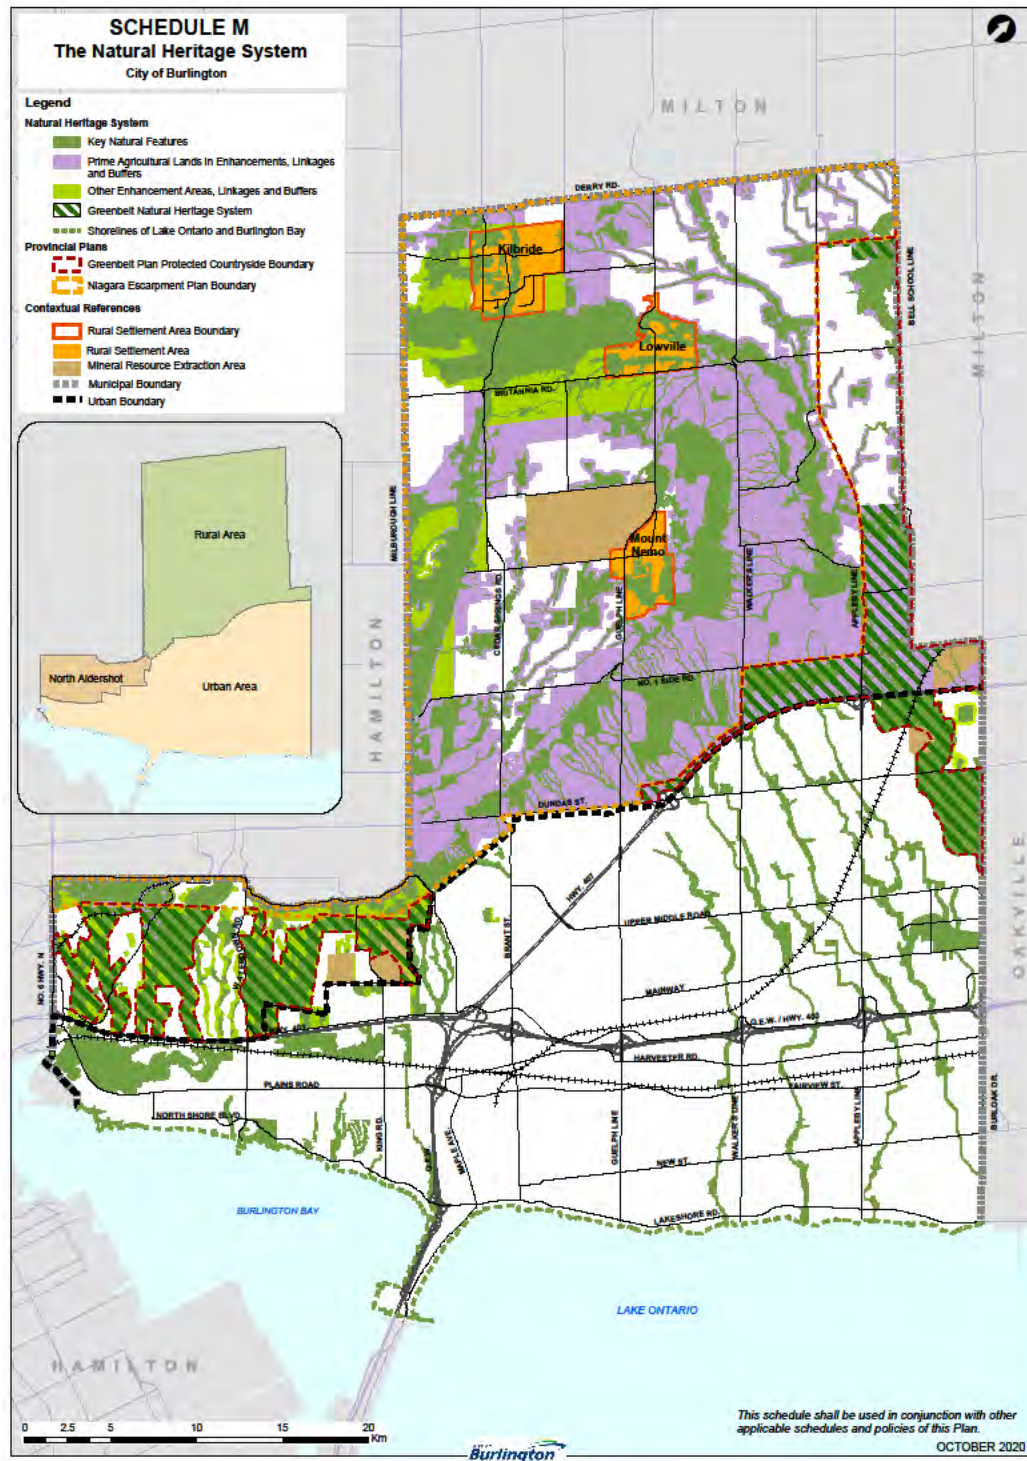 SCHEDULE M
The Natural Heritage System
City of Burlington
Legend
Natural Heritage System
Key Natural Features
Prime Agricultural Lands in Enhancements, Linkages
and Buffers
Other Enhancement Areas, Linkages and Buffers
Greenbelt Natural Heritage System
Shorelines of Lake Ontario and Burlington Bay
Provincial Plans
Greenbelt Plan Protected Countryside Boundary
Niagara Escarpment Plan Boundary
Contextual References
Rural Settlement Area Boundary
Rural Settlement Area
Mineral Resource Extraction Area
Municipal Boundary
Urban Boundary
Rural Area
North Aldershot
Urban Area
MILTON
DERRY RD.
Kilbride
BELL SCHOOL LINE
MILTON
Lowville
BRITANNIA RD.
MILBOROUGH LINE
Mount
Nemo
CEDAR SPRINGS RD.
GUELPH LINE
WALKER'S LINE
APPLEBY LINE
HAMILTON
NO. 1 SIDE RD.
DUNDAS ST.
OAKVILLE
HWY. 407
BRANT ST.
UPPER MIDDLE ROAD
NO. 6 HWY. N
WATERDOWN RD.
MAINWAY
HWY. 403
Q.E.W. / HWY. 403
HARVESTER RD.
PLAINS ROAD
FAIRVIEW ST.
NORTH SHORE BLVD.
KING RD.
Q.E.W.
MAPLE AVE.
GUELPH LINE
WALKER'S LINE
APPLEBY LINE
BURLOAK DR.
NEW ST.
LAKESHORE RD.
BURLINGTON BAY
LAKE ONTARIO
HAMILTON
0 2.5 5 10 15 20
Km
This schedule shall be used in conjunction with other
applicable schedules and policies of this Plan.
Burlington
OCTOBER 2020